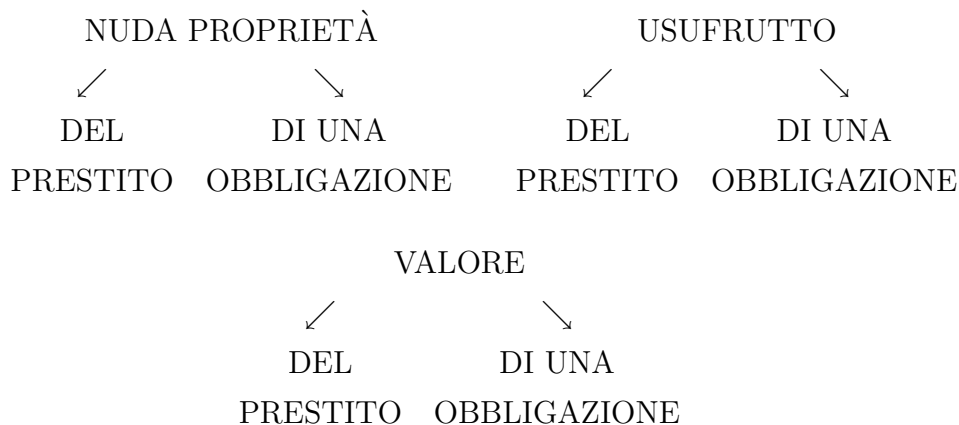 NUDA PROPRIETÀ USUFRUTTO
↙ ↘ ↙ ↘
DEL DI UNA DEL DI UNA
PRESTITO OBBLIGAZIONE PRESTITO OBBLIGAZIONE
VALORE
↙ ↘
DEL DI UNA
PRESTITO OBBLIGAZIONE